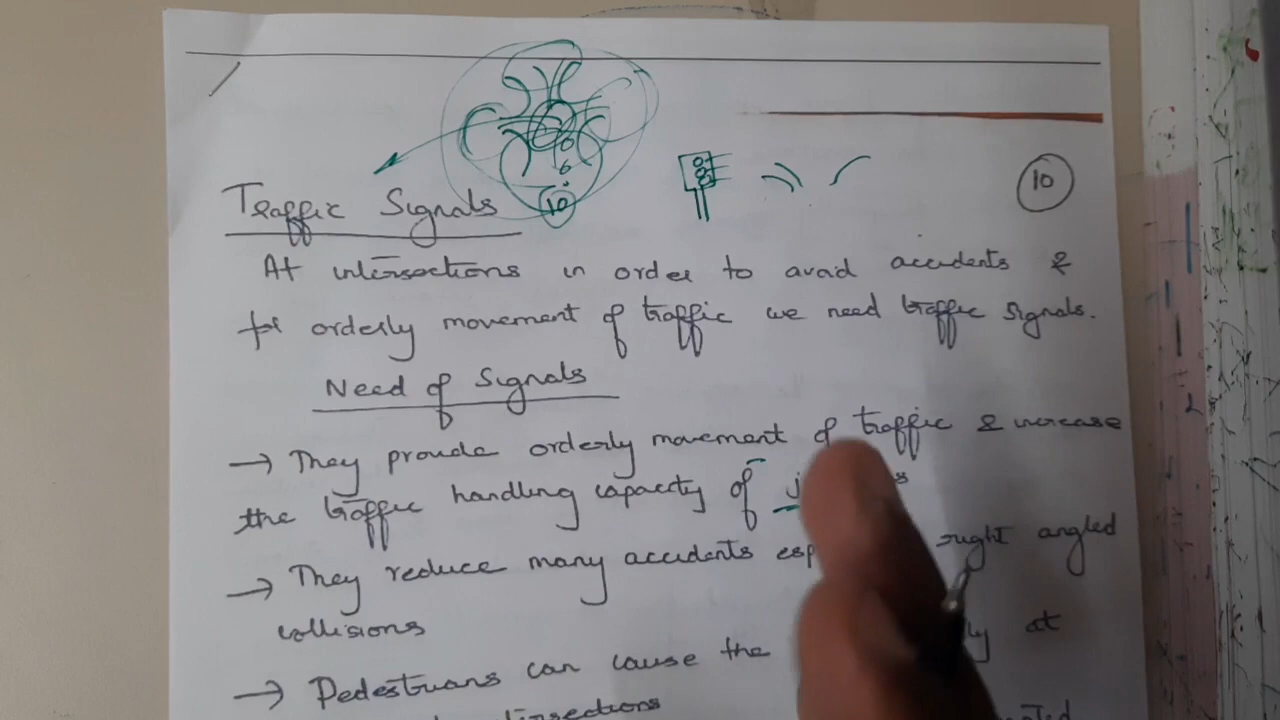 10
10
Traffic Signals
At intersections in order to avoid accidents &
for orderly movement of traffic we need traffic signals.
Need of Signals
→ They provide orderly movement of traffic & increase
the traffic handling capacity of
→ They reduce many accidents esp right angled
collisions
→ Pedestrians can cause the at